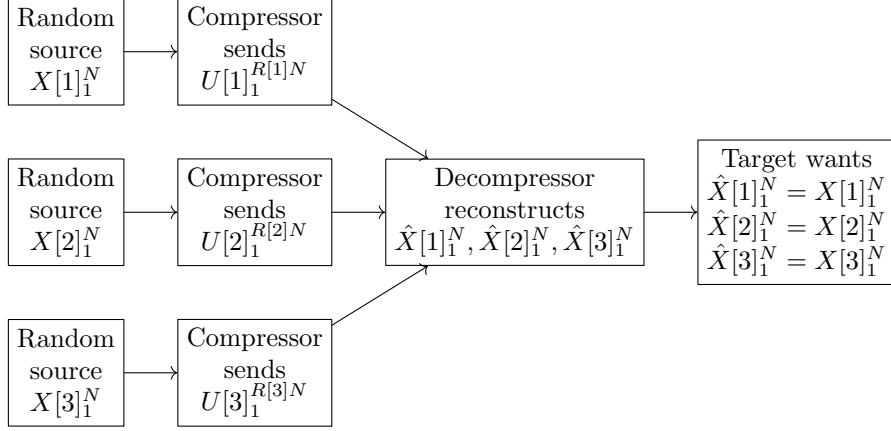 Random
source
$X[1]_1^N$
Compressor
sends
$U[1]_1^{R[1]N}$
Random
source
$X[2]_1^N$
Compressor
sends
$U[2]_1^{R[2]N}$
Decompressor
reconstructs
$\hat{X}[1]_1^N, \hat{X}[2]_1^N, \hat{X}[3]_1^N$
Target wants
$\hat{X}[1]_1^N = X[1]_1^N$
$\hat{X}[2]_1^N = X[2]_1^N$
$\hat{X}[3]_1^N = X[3]_1^N$
Random
source
$X[3]_1^N$
Compressor
sends
$U[3]_1^{R[3]N}$